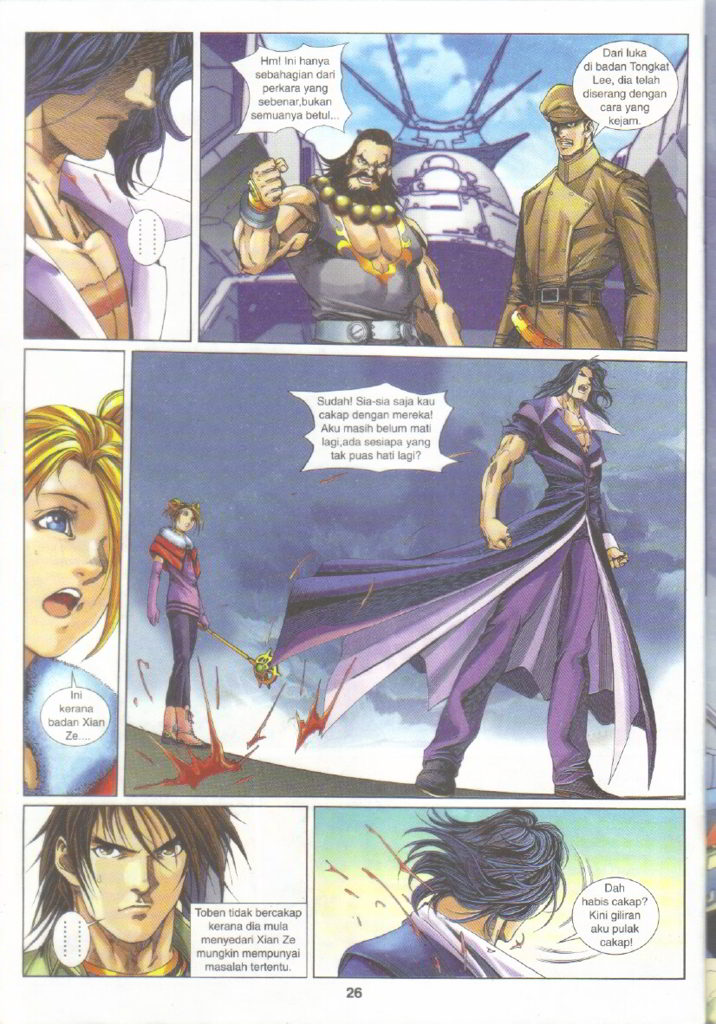 Hm! Ini hanya
sebahagian dari
perkara yang
sebenar,bukan
semuanya betul...
Dari luka
di badan Tongkat
Lee, dia telah
diserang dengan
cara yang
kejam.
Sudah! Sia-sia saja kau
cakap dengan mereka!
Aku masih belum mati
lagi,ada sesiapa yang
tak puas hati lagi?
Ini
kerana
badan Xian
Ze....
Toben tidak bercakap
kerana dia mula
menyedari Xian Ze
mungkin mempunyai
masalah tertentu.
Dah
habis cakap?
Kini giliran
aku pulak
cakap!
26